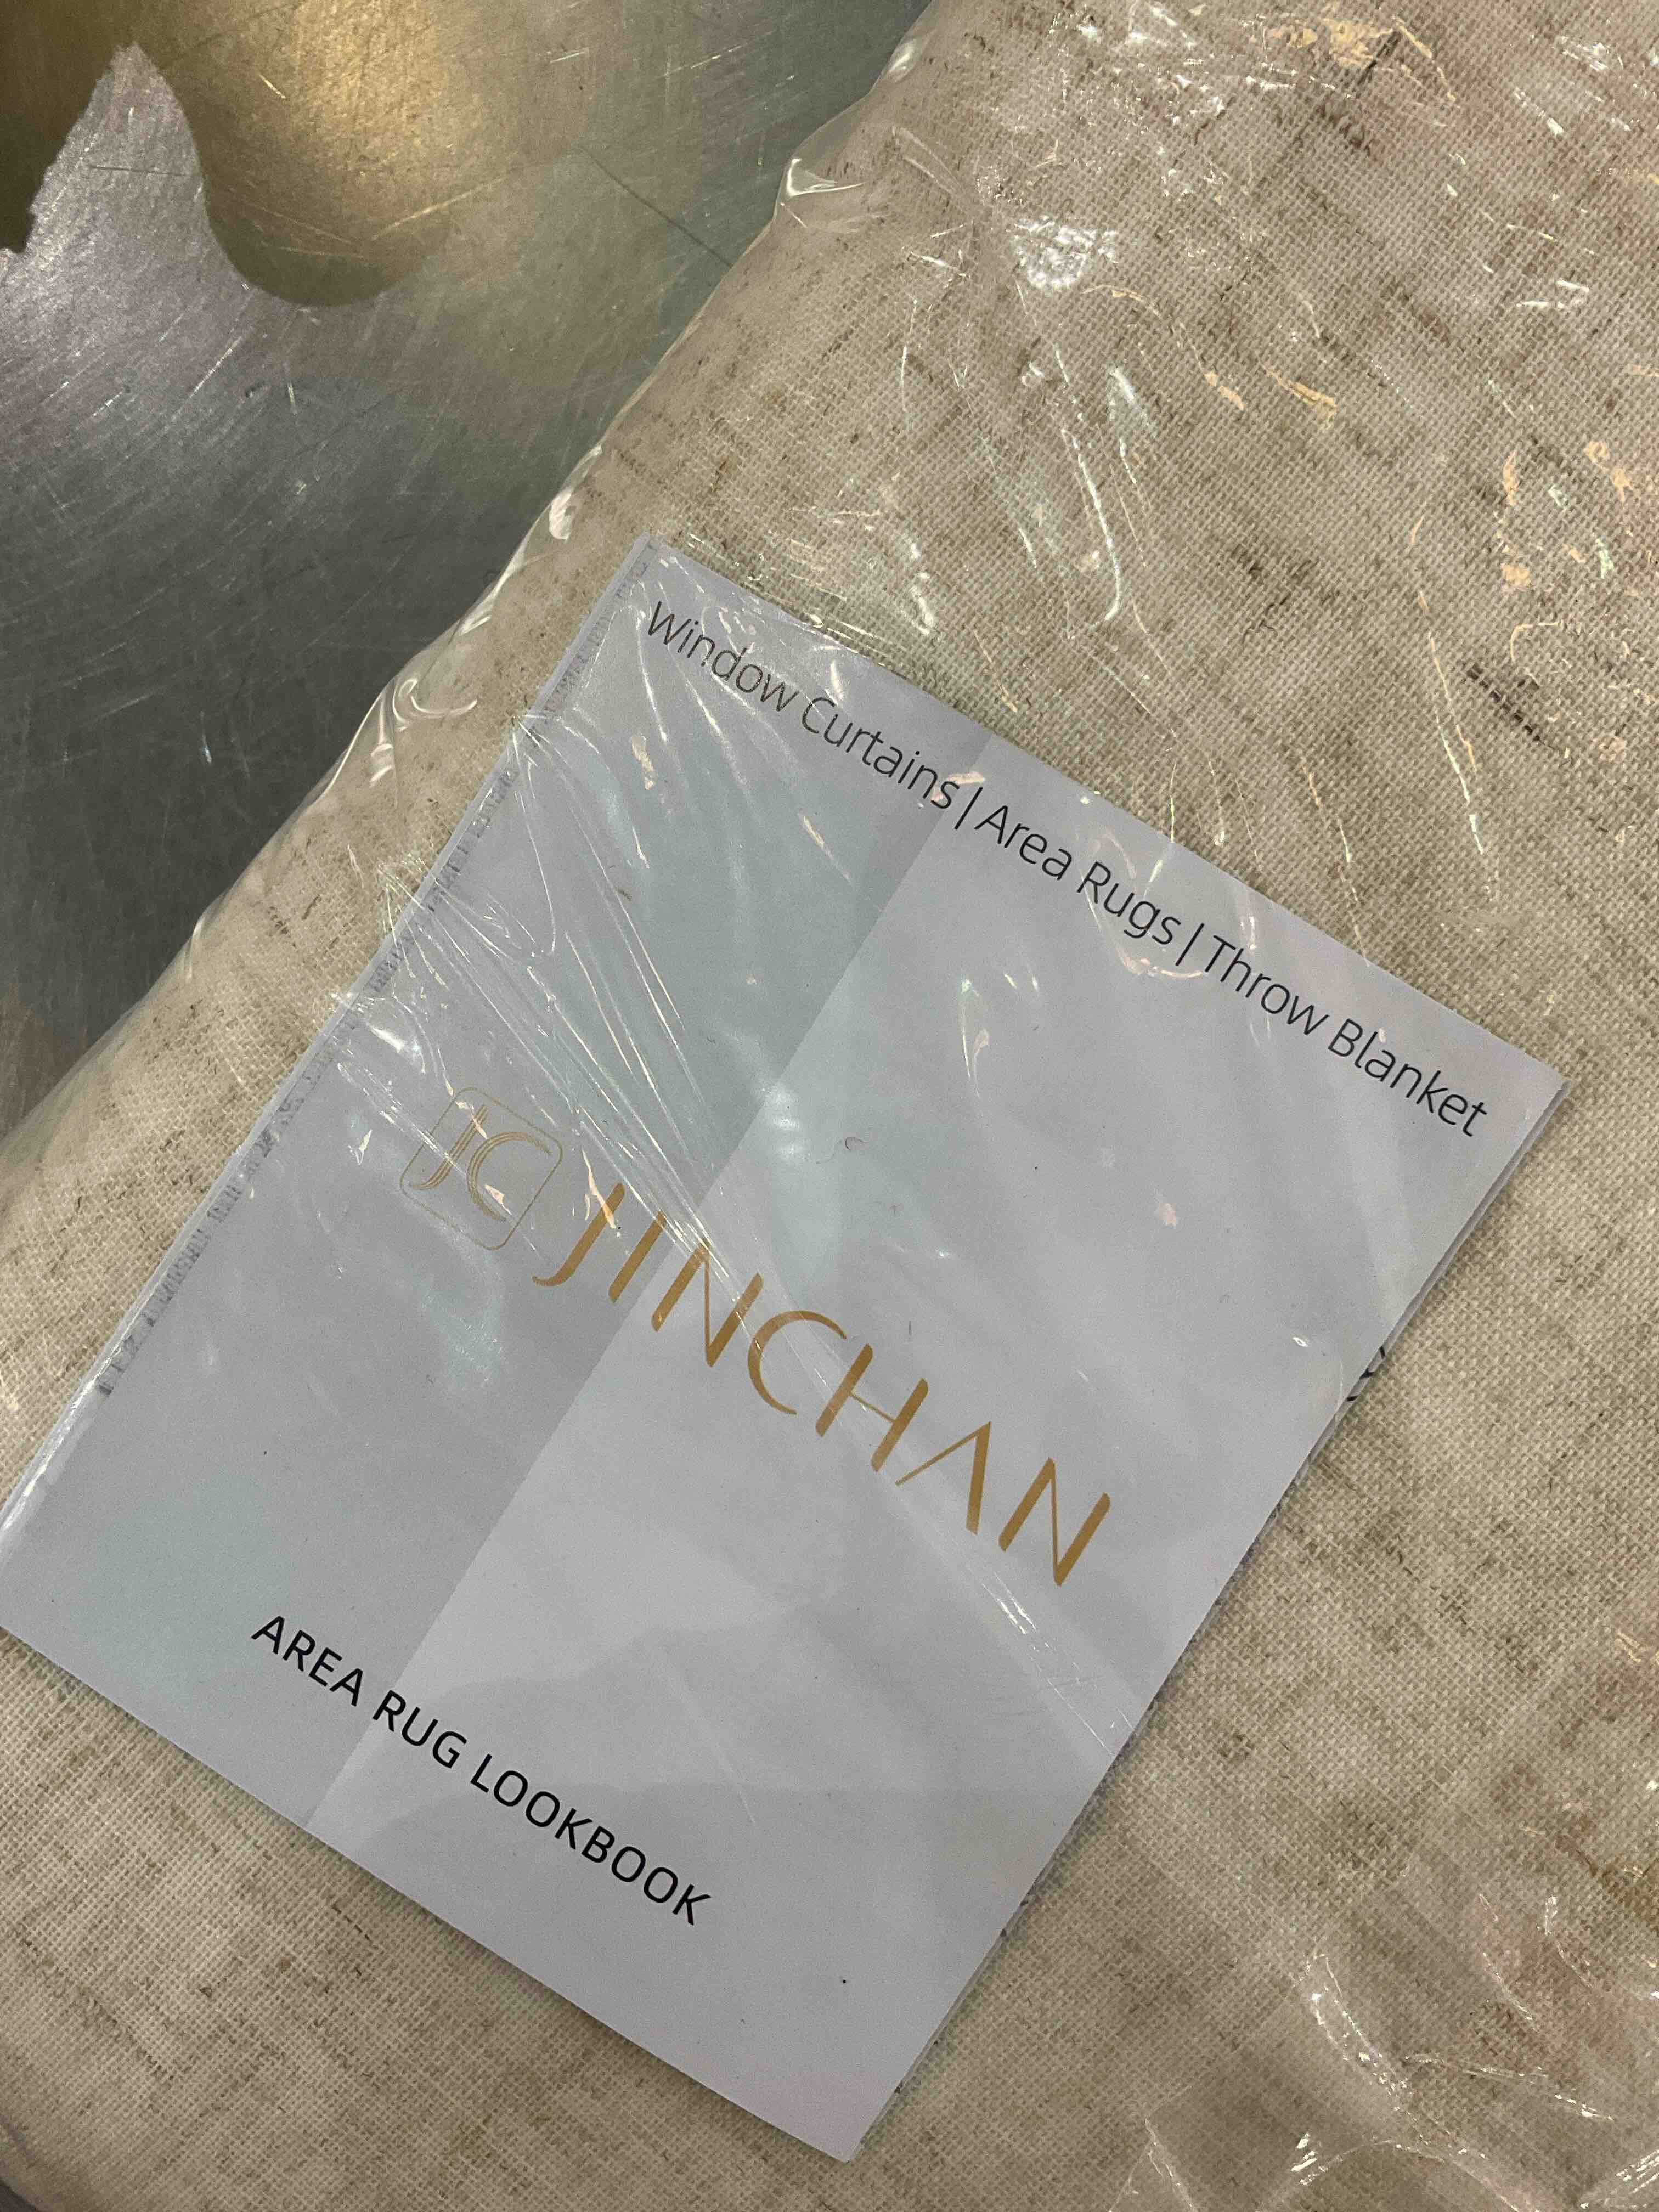 Window Curtains | Area Rugs | Throw Blanket
JC JINCHAN
AREA RUG LOOKBOOK